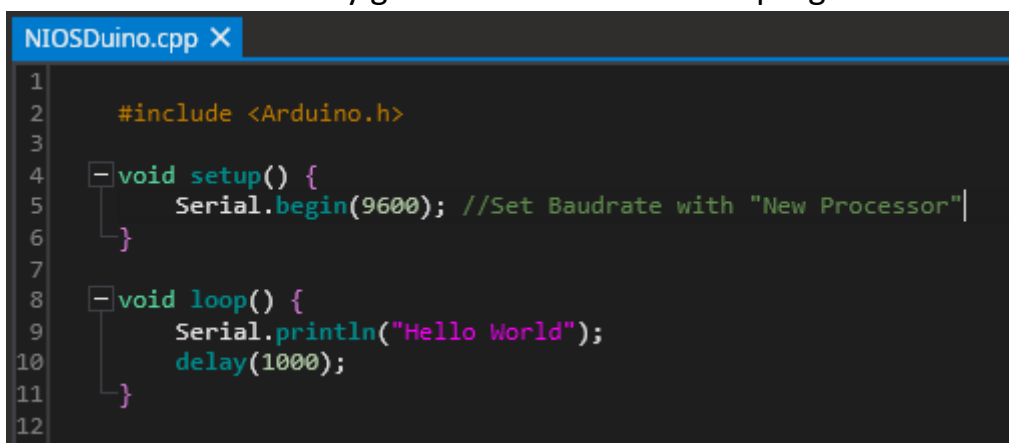 NIOSDuino.cpp X
1
2 #include <Arduino.h>
3
4 void setup() {
5 Serial.begin(9600); //Set Baudrate with "New Processor"
6 }
7
8 void loop() {
9 Serial.println("Hello World");
10 delay(1000);
11 }
12